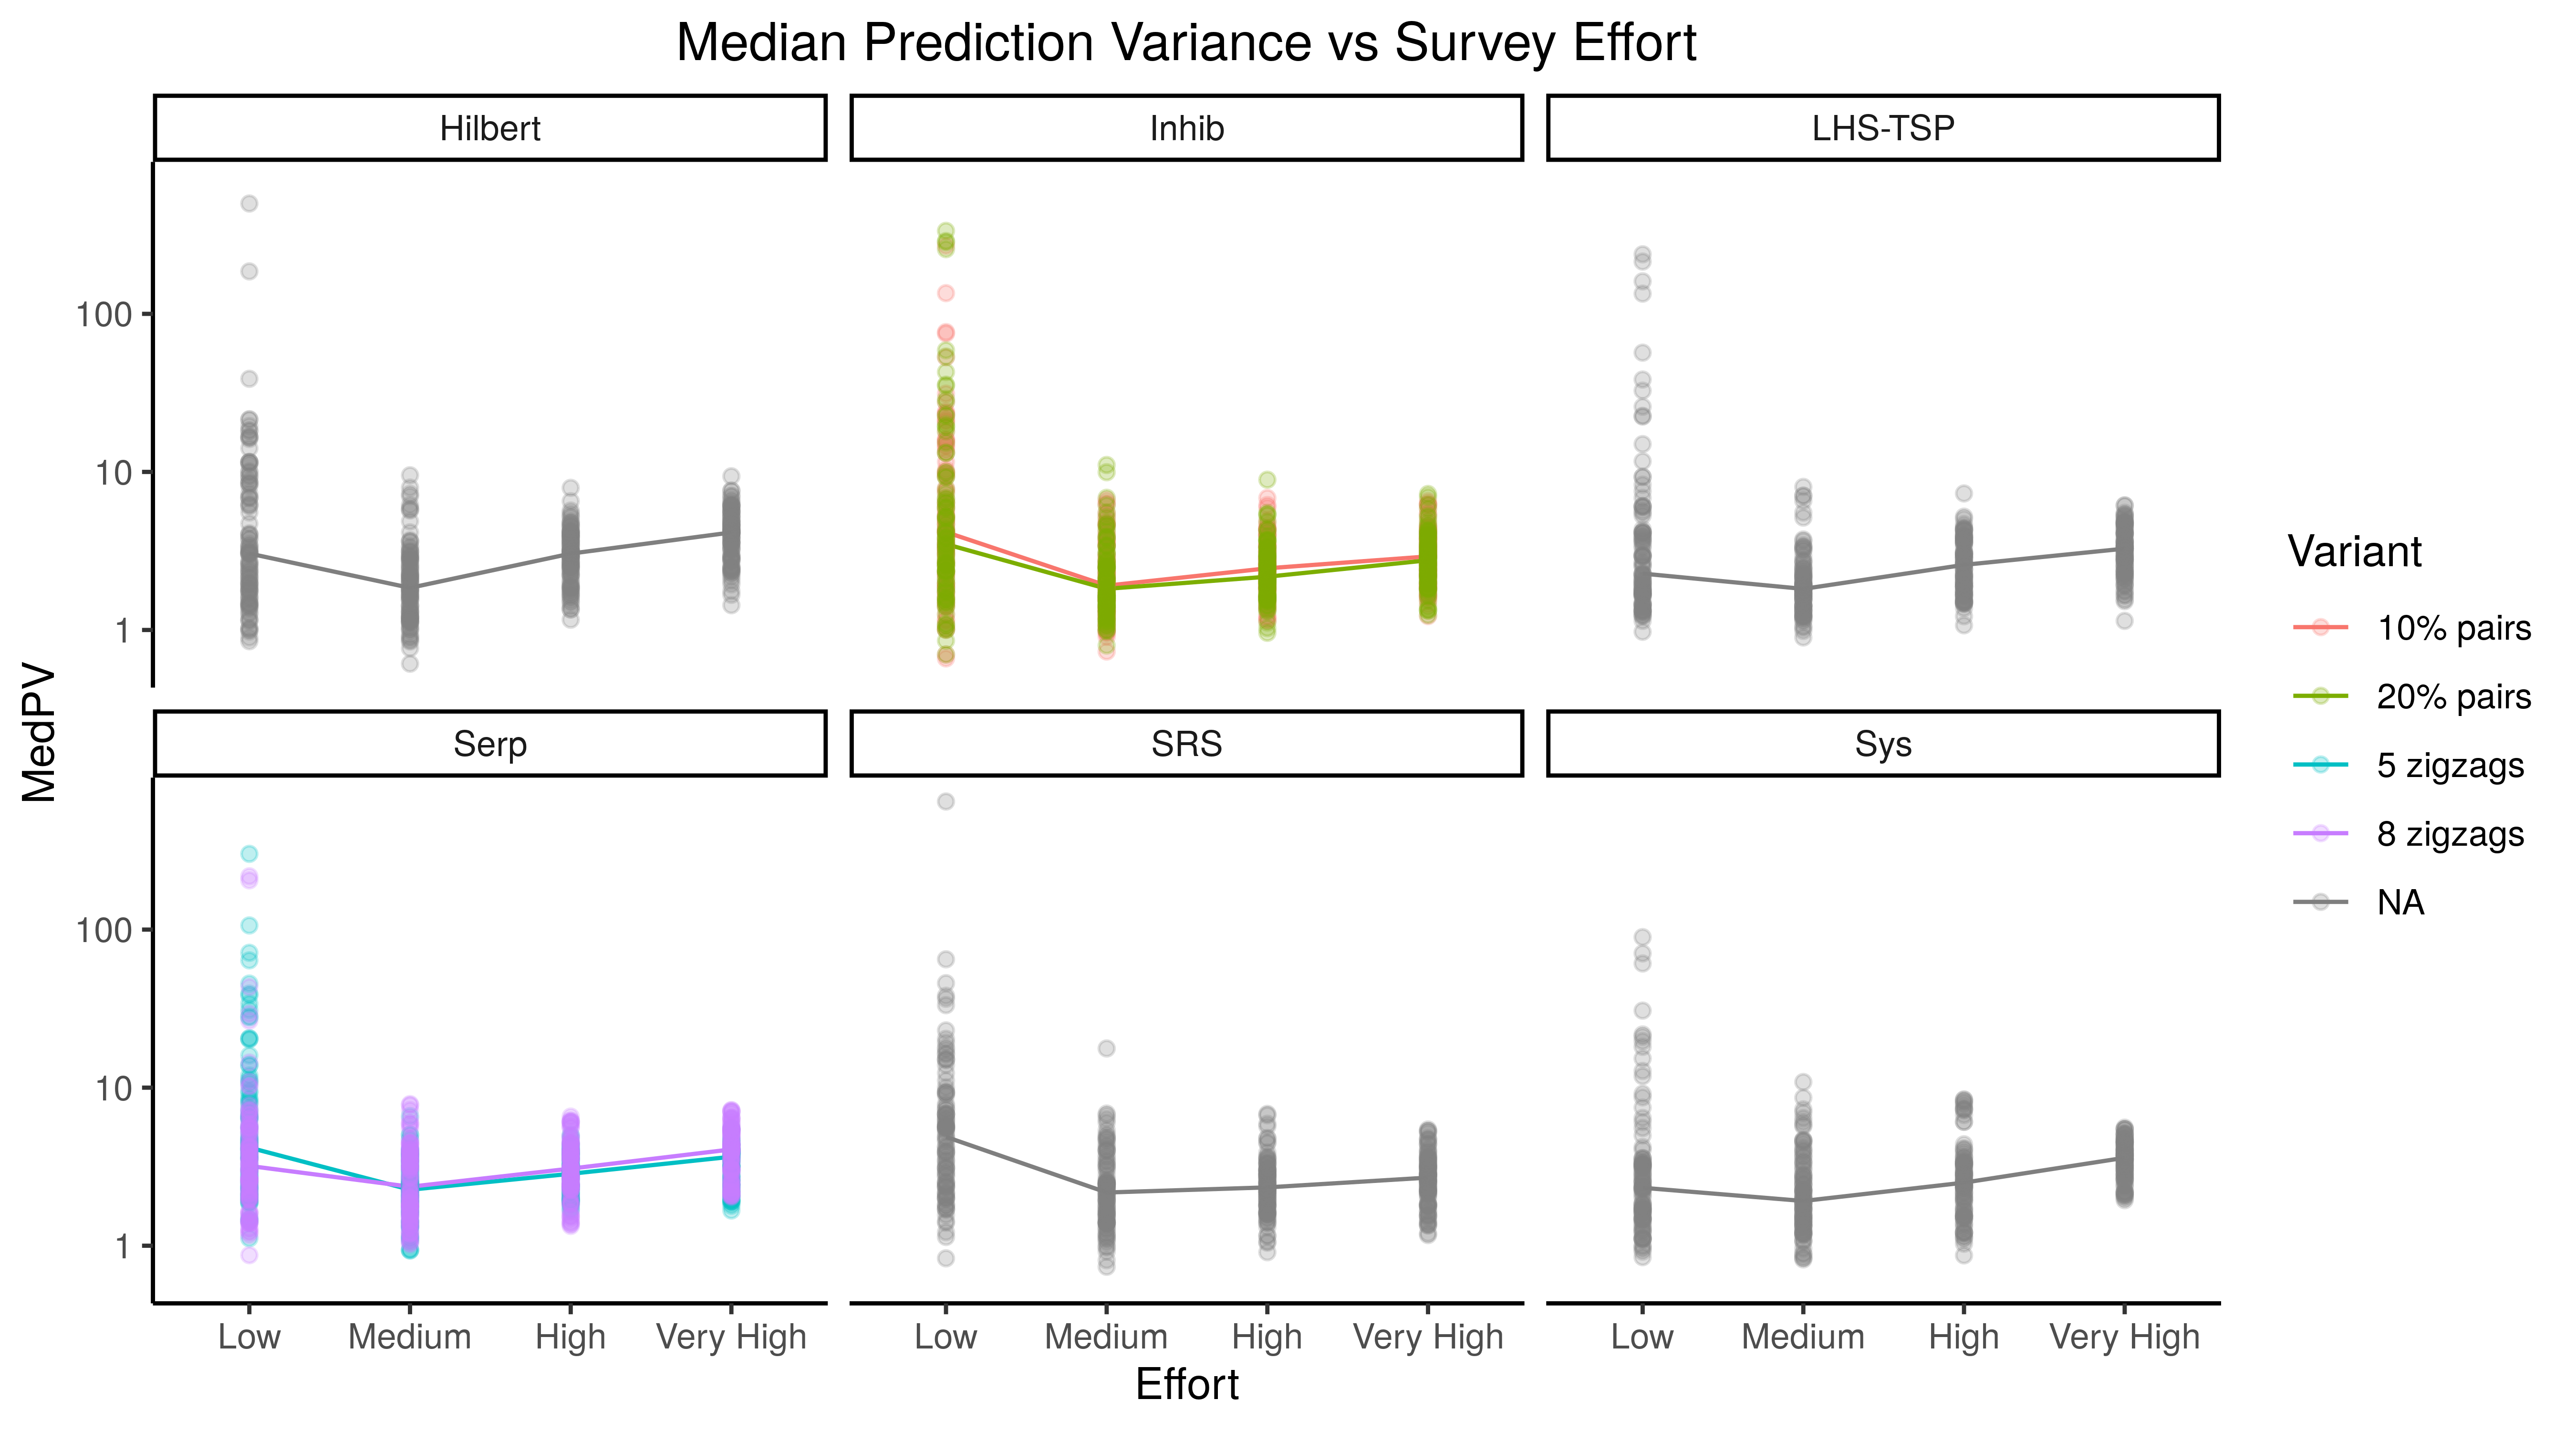 Median Prediction Variance vs Survey Effort
Hilbert
Inhib
LHS-TSP
100
10
1
Serp
SRS
Sys
100
10
1
MedPV
Low Medium High Very High
Low Medium High Very High
Low Medium High Very High
Effort
Variant
10% pairs
20% pairs
5 zigzags
8 zigzags
NA